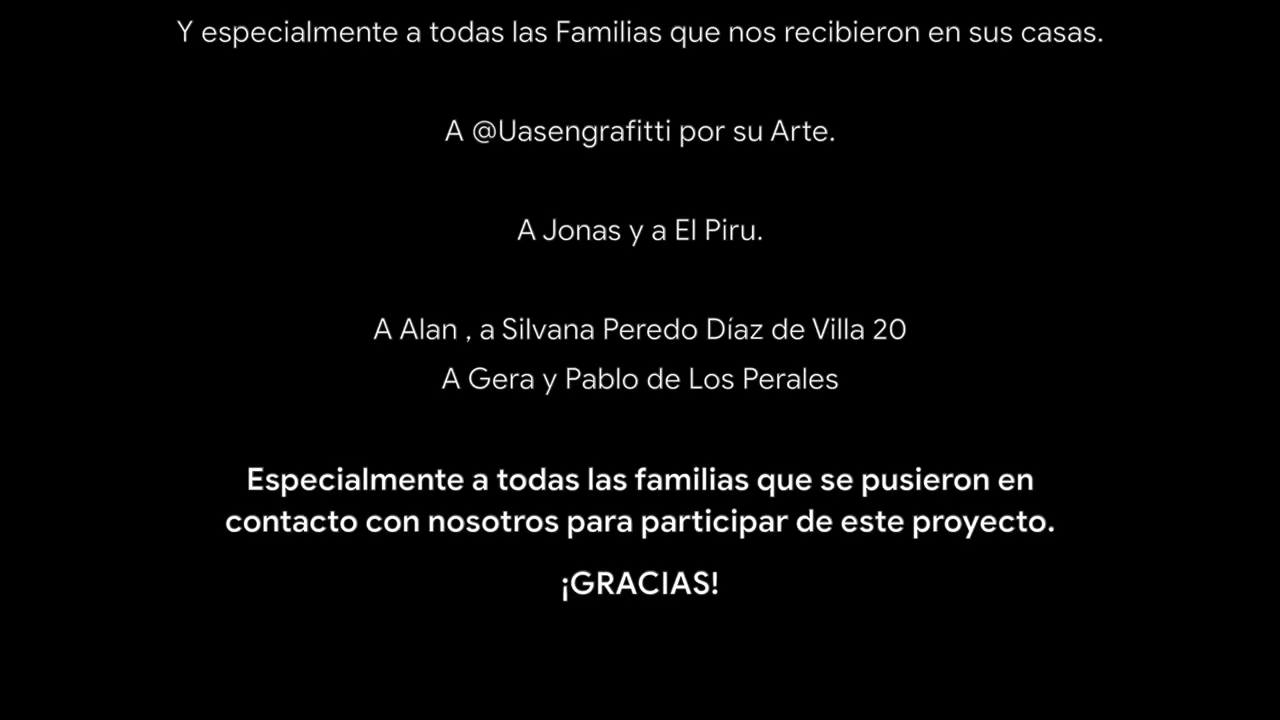 Y especialmente a todas las Familias que nos recibieron en sus casas.
A @Uasengrafitti por su Arte.
A Jonas y a El Piru.
A Alan , a Silvana Peredo Díaz de Villa 20
A Gera y Pablo de Los Perales
Especialmente a todas las familias que se pusieron en
contacto con nosotros para participar de este proyecto.
¡GRACIAS!